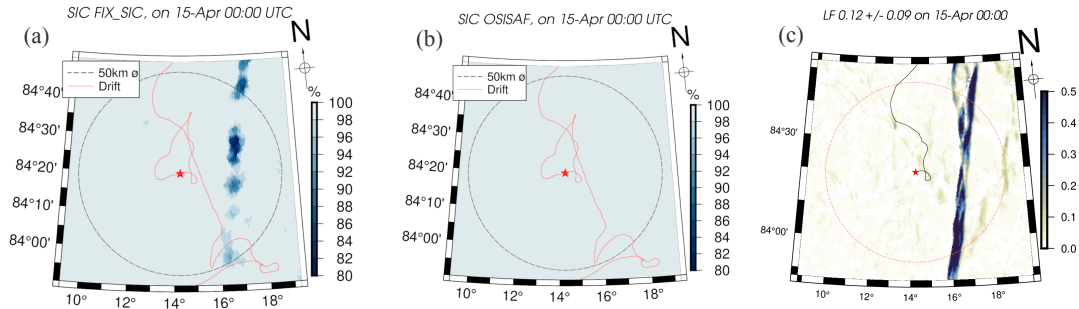 SIC FIX_SIC, on 15-Apr 00:00 UTC
(a)
N
50km ø
Drift
84°40'
84°30'
84°20'
84°10'
84°00'
10° 12° 14° 16° 18°
%
100
98
96
94
92
90
88
86
84
82
80
SIC OSISAF, on 15-Apr 00:00 UTC
(b)
N
50km ø
Drift
84°40'
84°30'
84°20'
84°10'
84°00'
10° 12° 14° 16° 18°
%
100
98
96
94
92
90
88
86
84
82
80
LF 0.12 +/- 0.09 on 15-Apr 00:00
(c)
N
84°30'
84°00'
10° 12° 14° 16° 18°
0.5
0.4
0.3
0.2
0.1
0.0